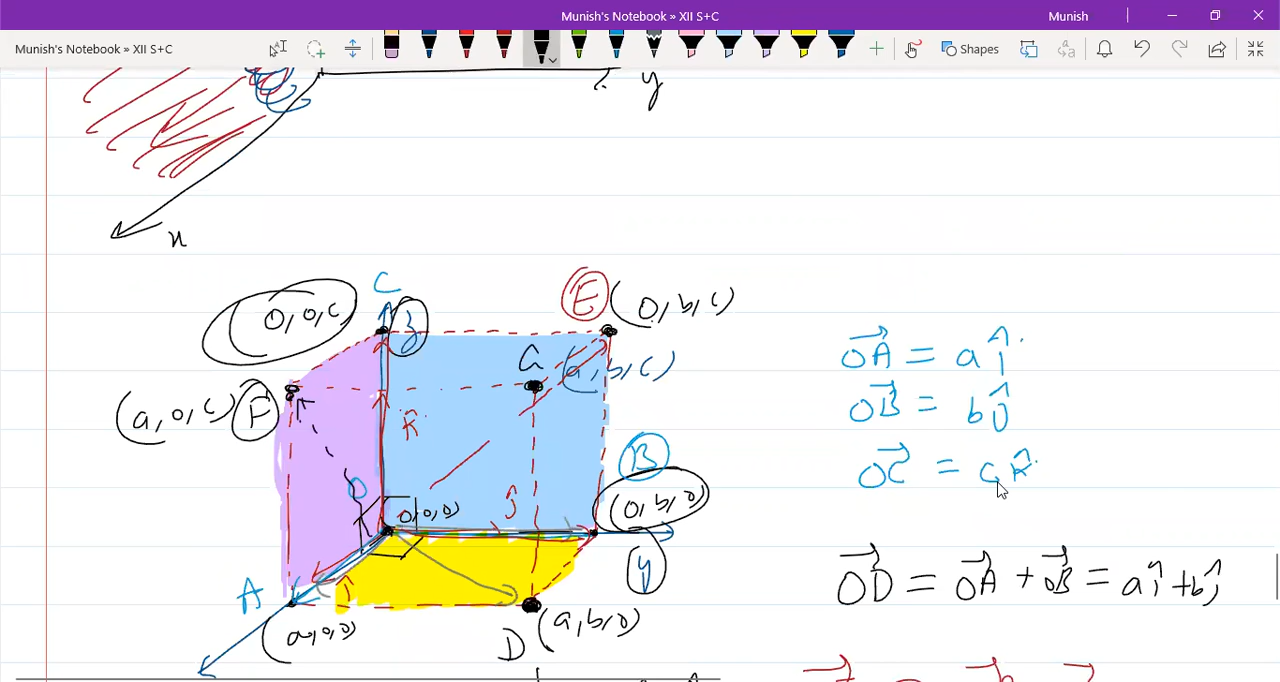 Munish's Notebook » XII S+C
Munish
Munish's Notebook » XII S+C
Shapes
y
x
C
(0, 0, c)
z
E (0, b, c)
G
(a, b, c)
(a, 0, c) F
k̂
B
(0, b, 0)
O
(0,0,0)
ĵ
y
A
(a, 0, 0)
D (a, b, 0)
OA→ = a î
OB→ = b ĵ
OC→ = c k̂
OD→ = OA→ + OB→ = a î + b ĵ